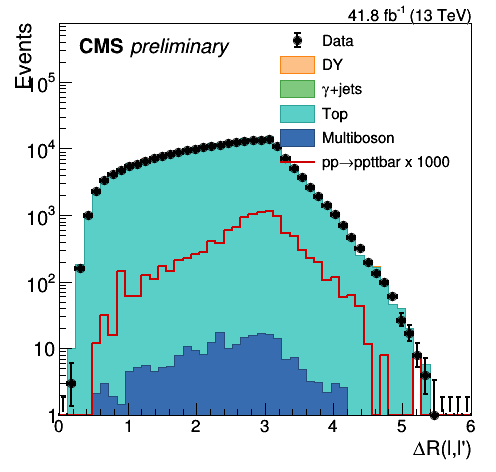 41.8 fb⁻¹ (13 TeV)
CMS preliminary
Events
Data
DY
γ+jets
Top
Multiboson
pp→ppttbar x 1000
10⁵
10⁴
10³
10²
10
1
0 1 2 3 4 5 6
ΔR(l,l')